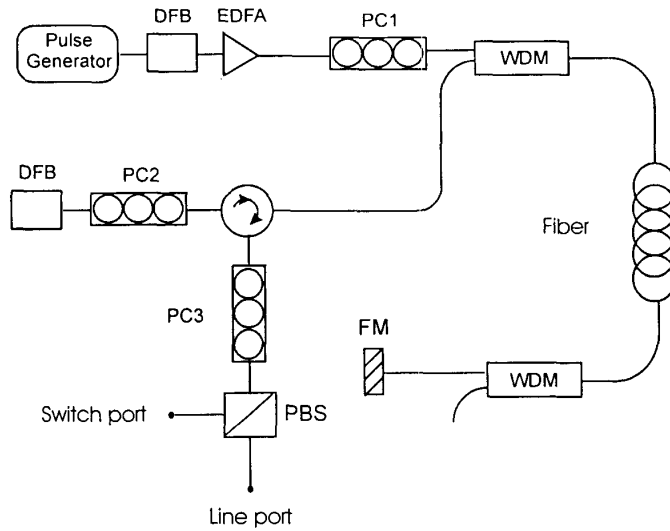 DFB EDFA
PC1
Pulse
Generator
WDM
DFB
PC2
Fiber
PC3
FM
WDM
Switch port
PBS
Line port